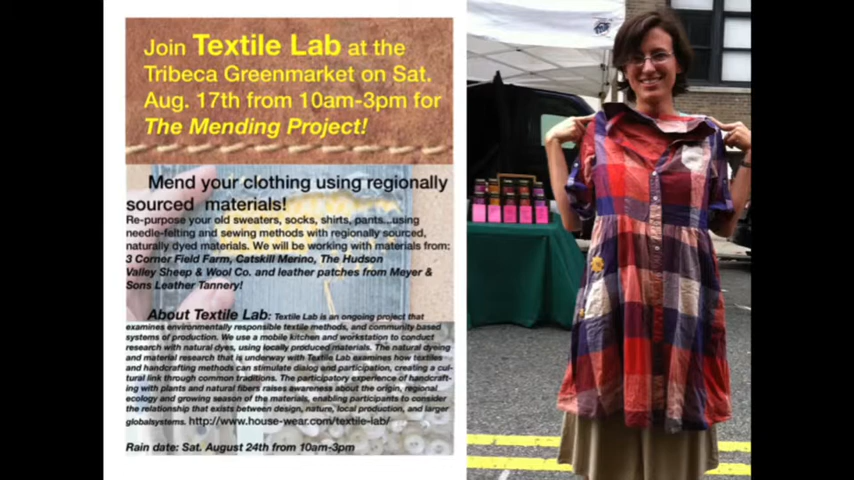 Join Textile Lab at the
Tribeca Greenmarket on Sat.
Aug. 17th from 10am-3pm for
The Mending Project!
Mend your clothing using regionally
sourced materials!
Re-purpose your old sweaters, socks, shirts, pants...using
needle-felting and sewing methods with regionally sourced,
naturally dyed materials. We will be working with materials from:
3 Corner Field Farm, Catskill Merino, The Hudson
Valley Sheep & Wool Co. and leather patches from Meyer &
Sons Leather Tannery!
About Textile Lab: Textile Lab is an ongoing project that
examines environmentally responsible textile methods, and community based
systems of production. We use a mobile kitchen and workstation to conduct
research with natural dyes, using locally produced materials. The natural dyeing
and material research that is underway with Textile Lab examines how textiles
and handcrafting methods can stimulate dialog and participation, creating a cul-
tural link through common traditions. The participatory experience of handcraft-
ing with plants and natural fibers raises awareness about the origin, regional
ecology and growing season of the materials, enabling participants to consider
the relationship that exists between design, nature, local production, and larger
globalsystems. http://www.house-wear.com/textile-lab/
Rain date: Sat. August 24th from 10am-3pm